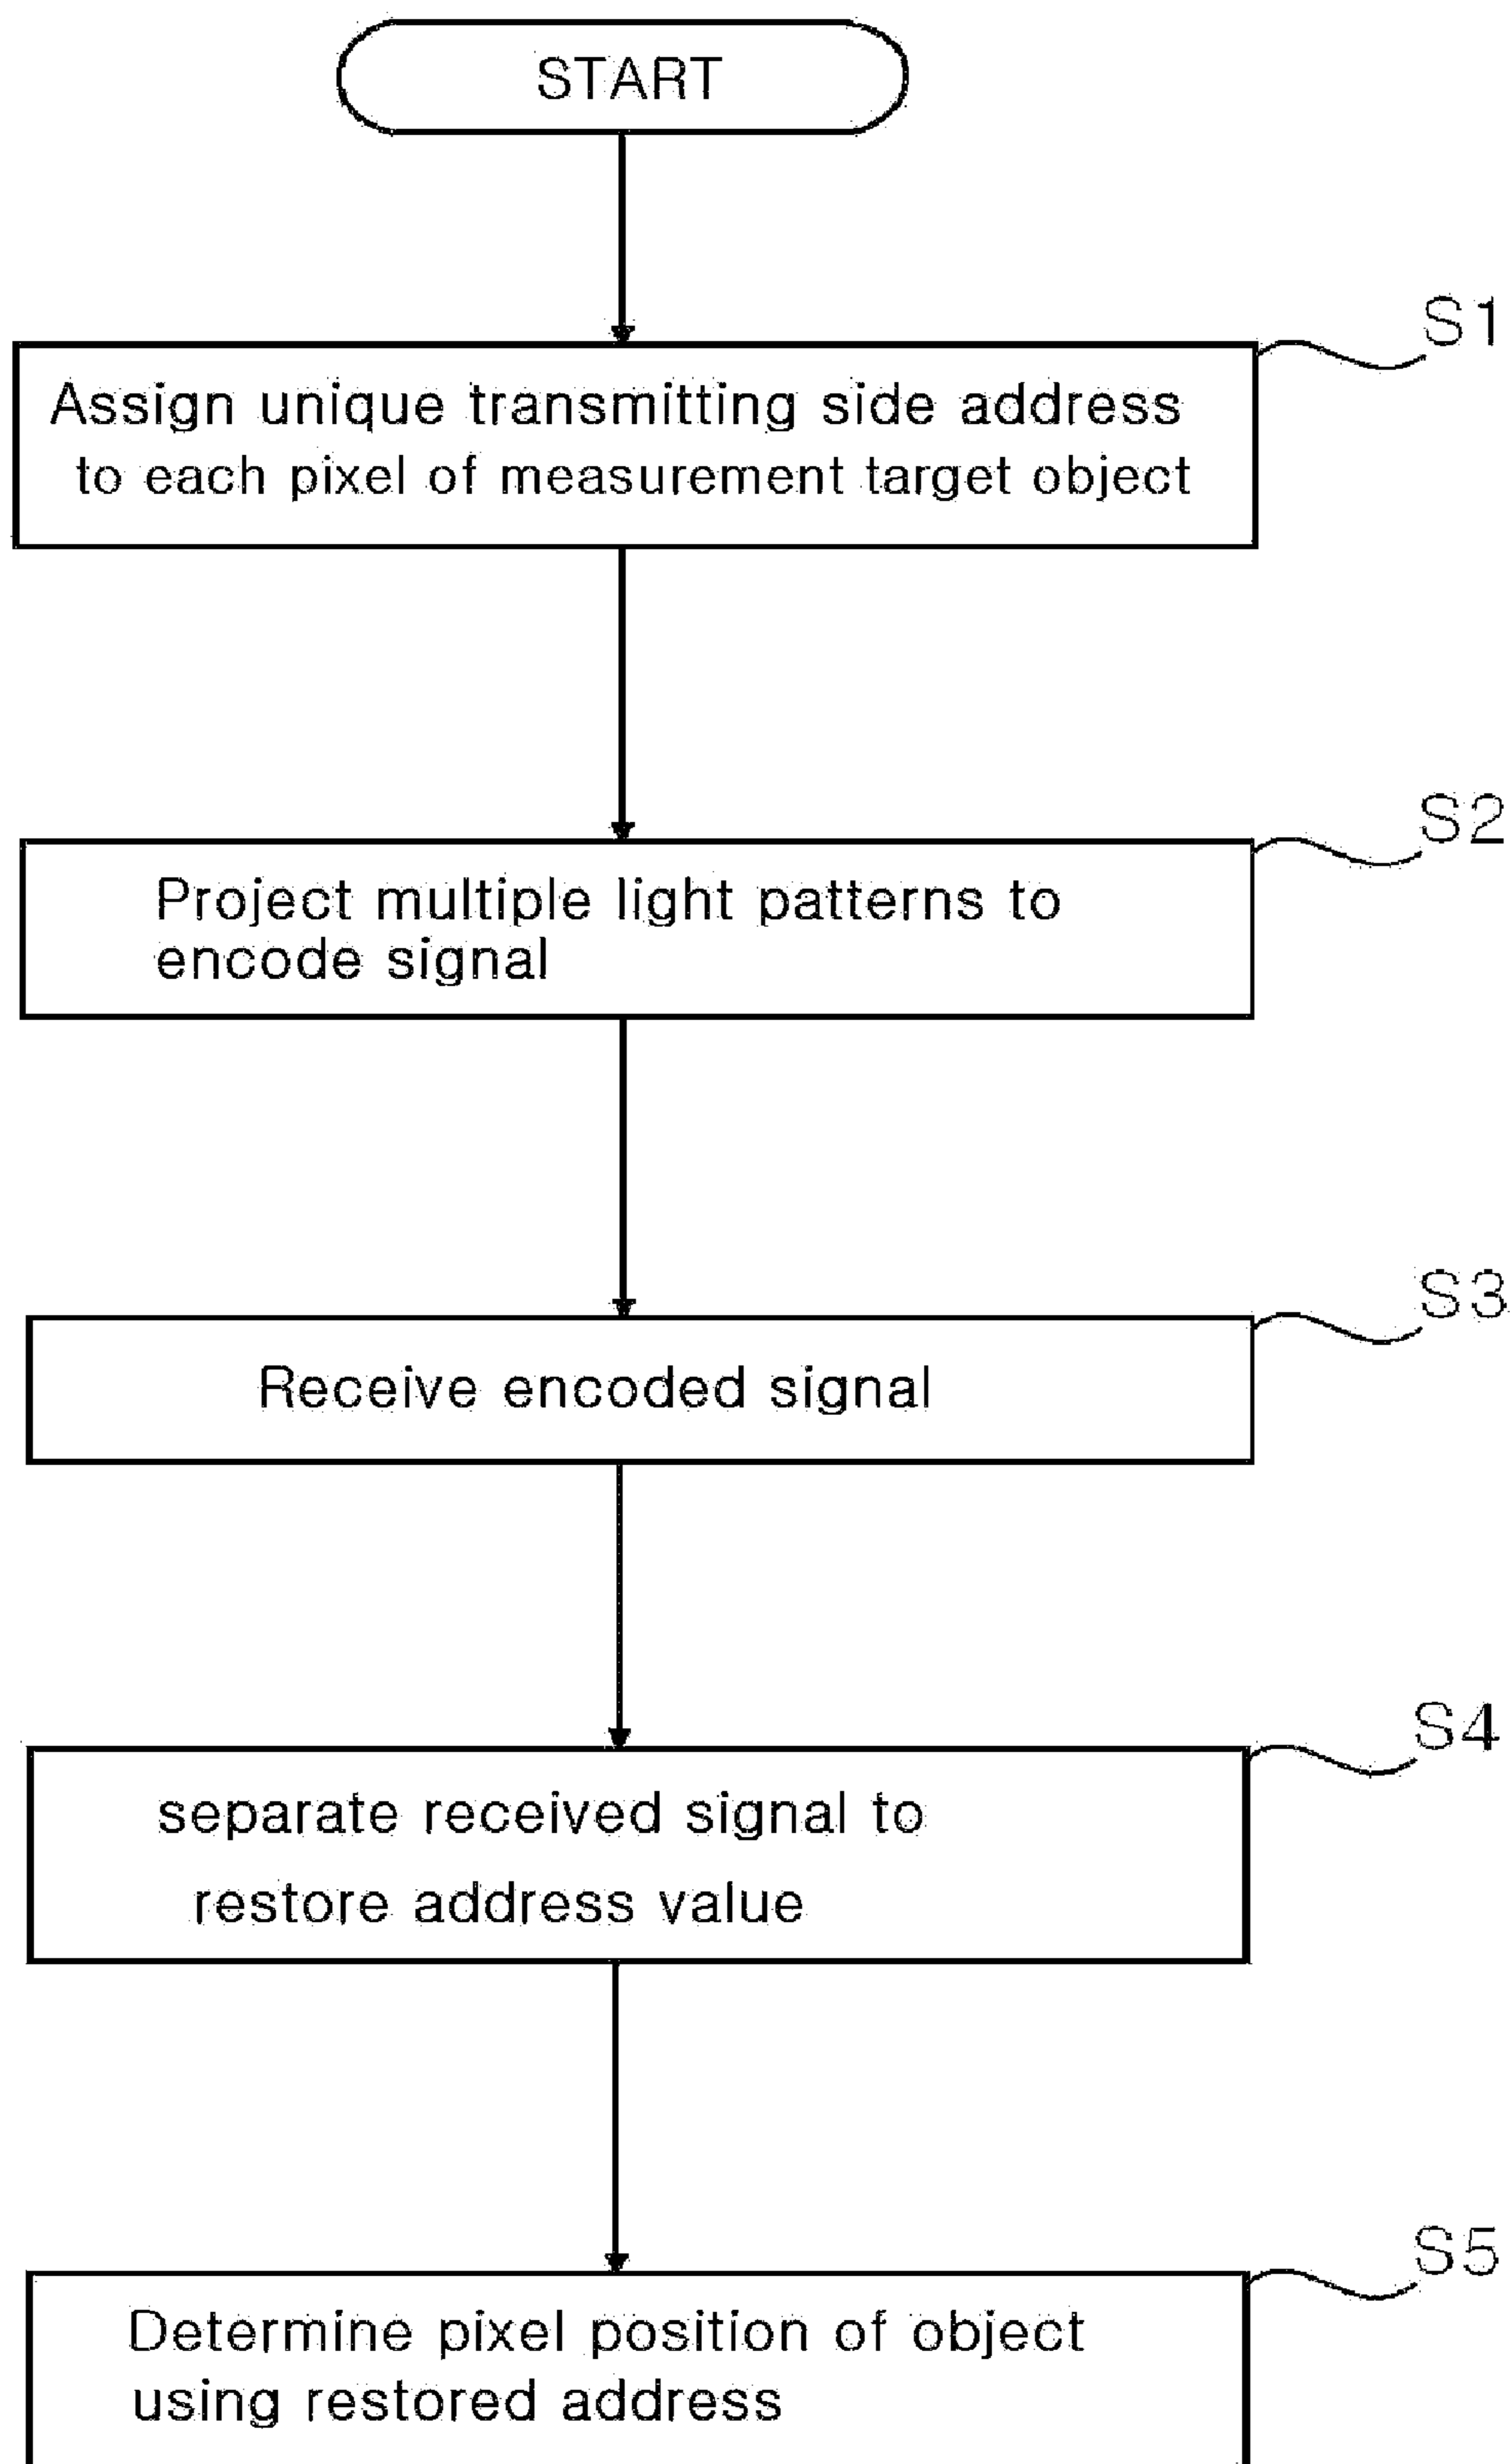 START
S1
Assign unique transmitting side address
to each pixel of measurement target object
S2
Project multiple light patterns to
encode signal
S3
Receive encoded signal
S4
separate received signal to
restore address value
S5
Determine pixel position of object
using restored address